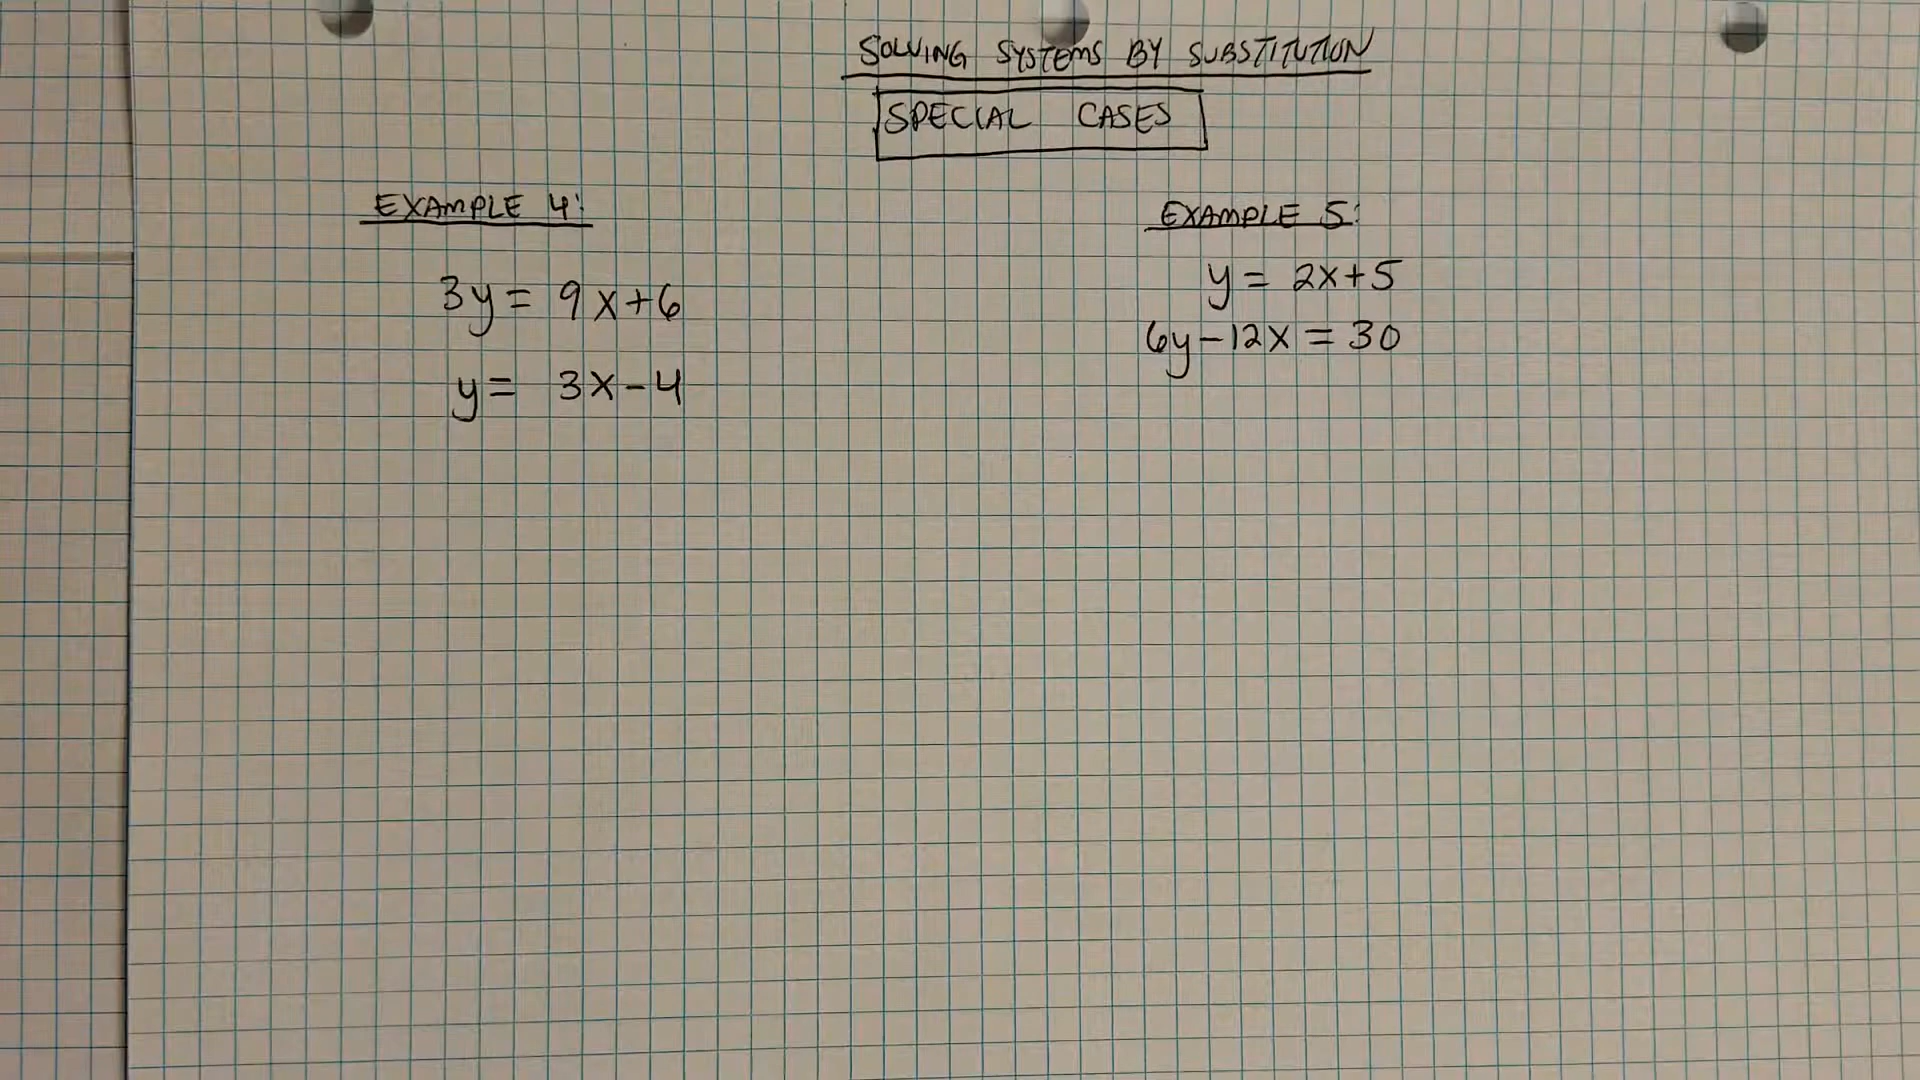 SOLVING SYSTEMS BY SUBSTITUTION
SPECIAL CASES
EXAMPLE 4:
3y = 9x+6
y = 3x-4
EXAMPLE 5:
y = 2x+5
6y-12x = 30